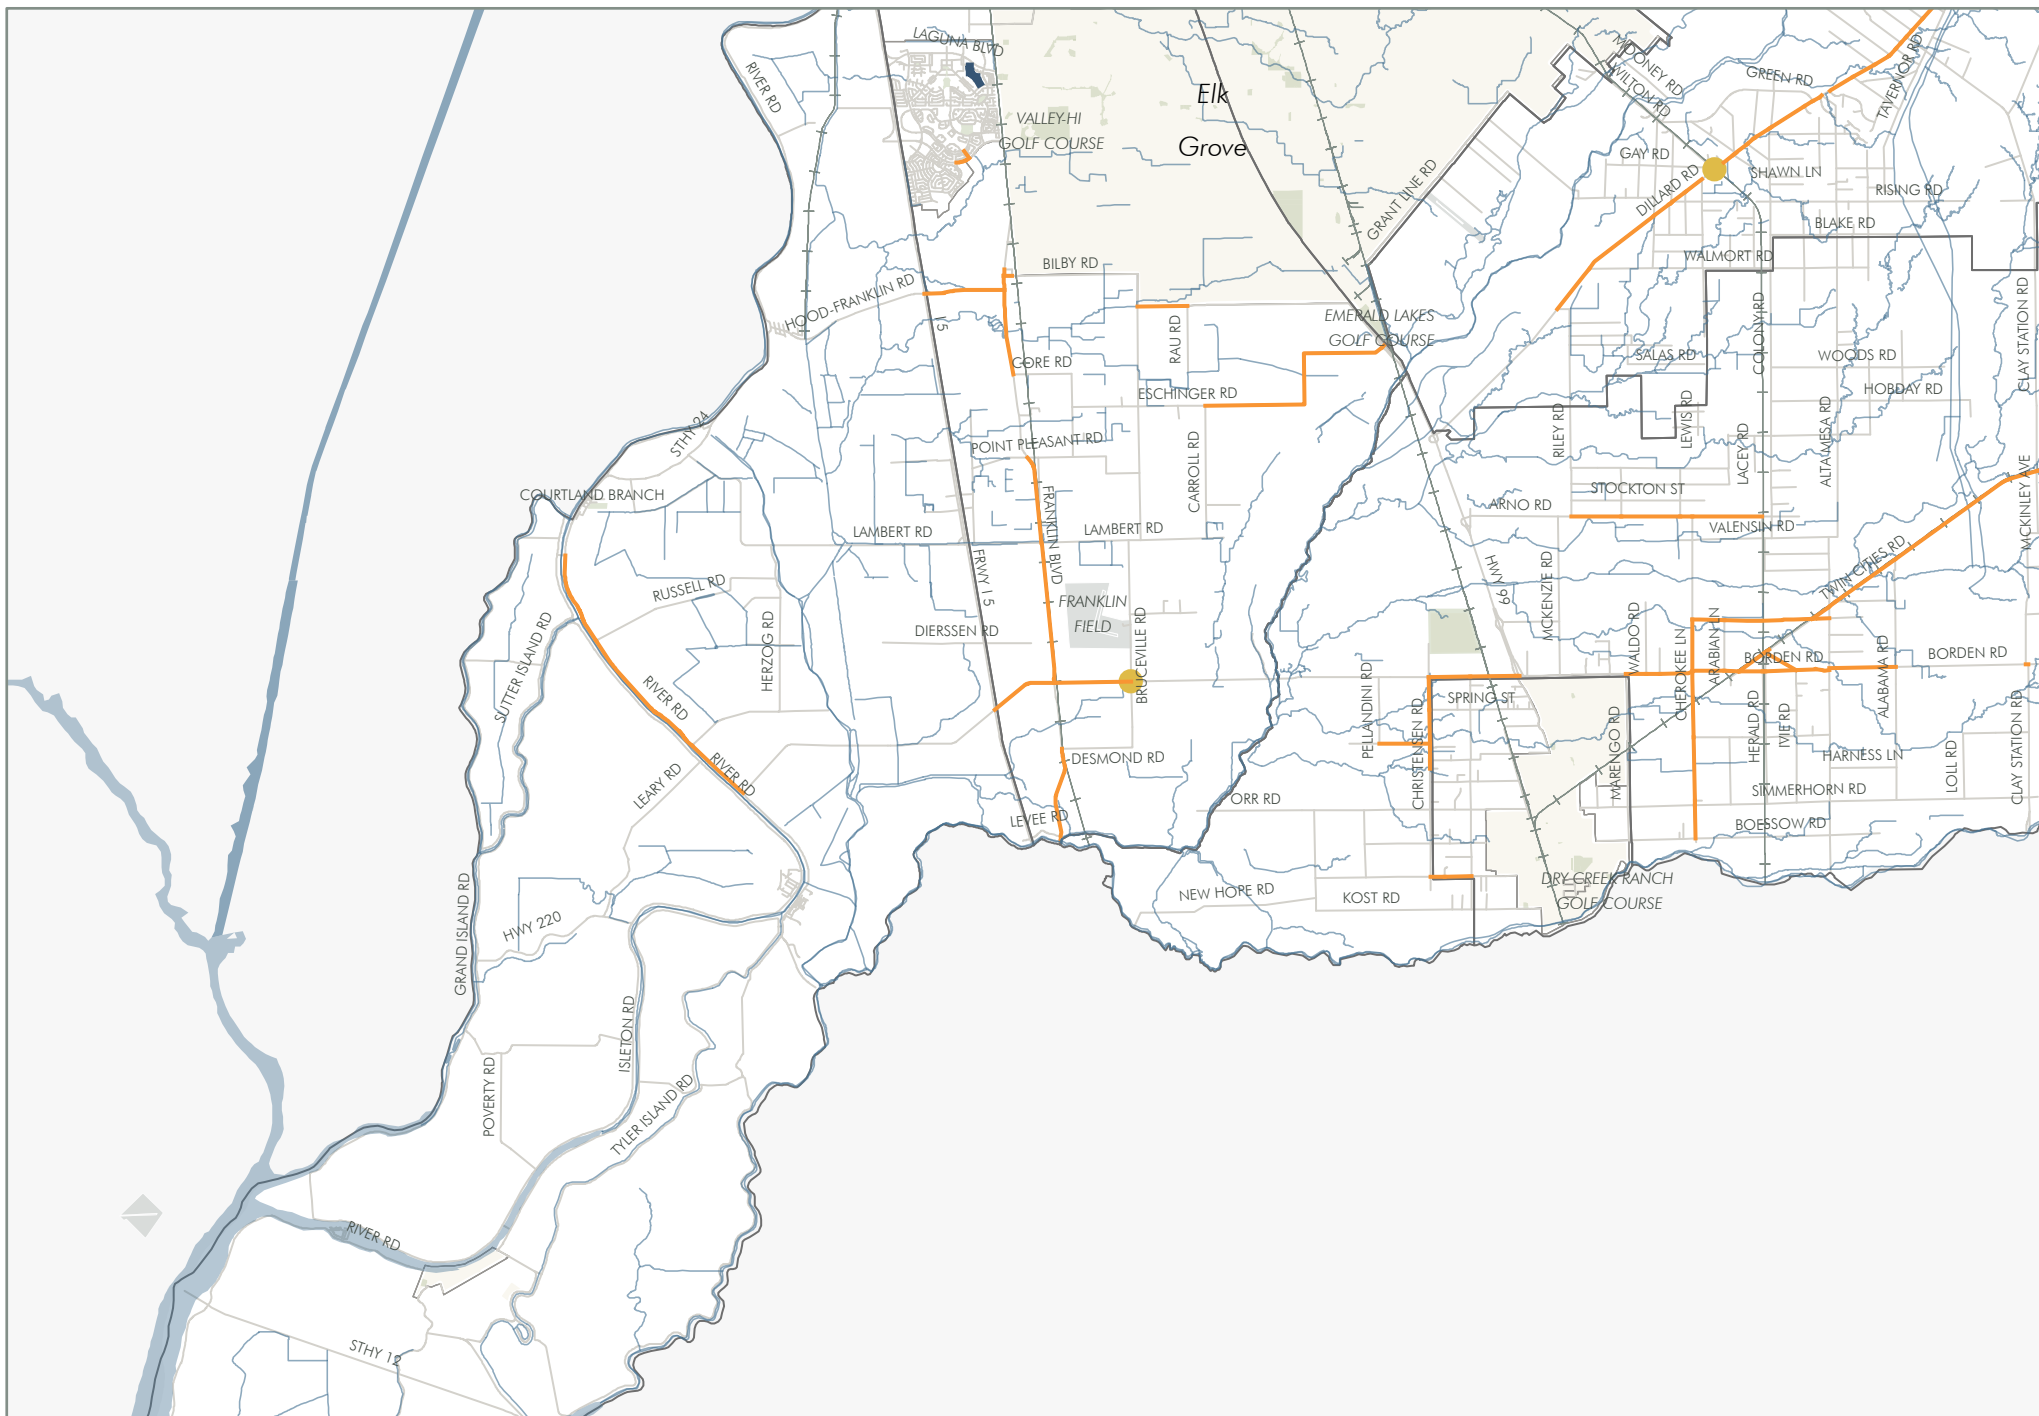 LAGUNA BLVD
RIVER RD
Elk
Grove
VALLEY-HI
GOLF COURSE
MOONEY RD
WILTON RD
GREEN RD
TAVERNOR RD
GAY RD
SHAWN LN
DILLARD RD
RISING RD
BLAKE RD
GRANT LINE RD
WALMORT RD
BILBY RD
HOOD-FRANKLIN RD
I 5
EMERALD LAKES
GOLF COURSE
RAU RD
COLONY RD
CLAY STATION RD
CORE RD
SALAS RD
WOODS RD
ESCHINGER RD
HOBDAY RD
STHY 24
POINT PLEASANT RD
CARROLL RD
RILEY RD
LEWIS RD
LACEY RD
ALTA MESA RD
COURTLAND BRANCH
STOCKTON ST
ARNO RD
MCKINLEY AVE
LAMBERT RD
FRANKLIN BLVD
LAMBERT RD
VALENSIN RD
FRWY I 5
HWY 99
MCKENZIE RD
TWIN CITIES RD
RUSSELL RD
FRANKLIN
FIELD
SUTTER ISLAND RD
HERZOG RD
DIERSSEN RD
BRUCEVILLE RD
WALDO RD
CHEROKEE LN
ARABIAN LN
BORDEN RD
ALABAMA RD
BORDEN RD
RIVER RD
PELLANDINI RD
CHRISTENSEN RD
SPRING ST
MARENGO RD
HERALD RD
IVIE RD
CLAY STATION RD
DESMOND RD
HARNESS LN
LOLL RD
RIVER RD
LEARY RD
ORR RD
SIMMERHORN RD
LEVEE RD
BOESSOW RD
GRAND ISLAND RD
HWY 220
NEW HOPE RD
KOST RD
DRY CREEK RANCH
GOLF COURSE
ISLETON RD
POVERTY RD
TYLER ISLAND RD
RIVER RD
STHY 12